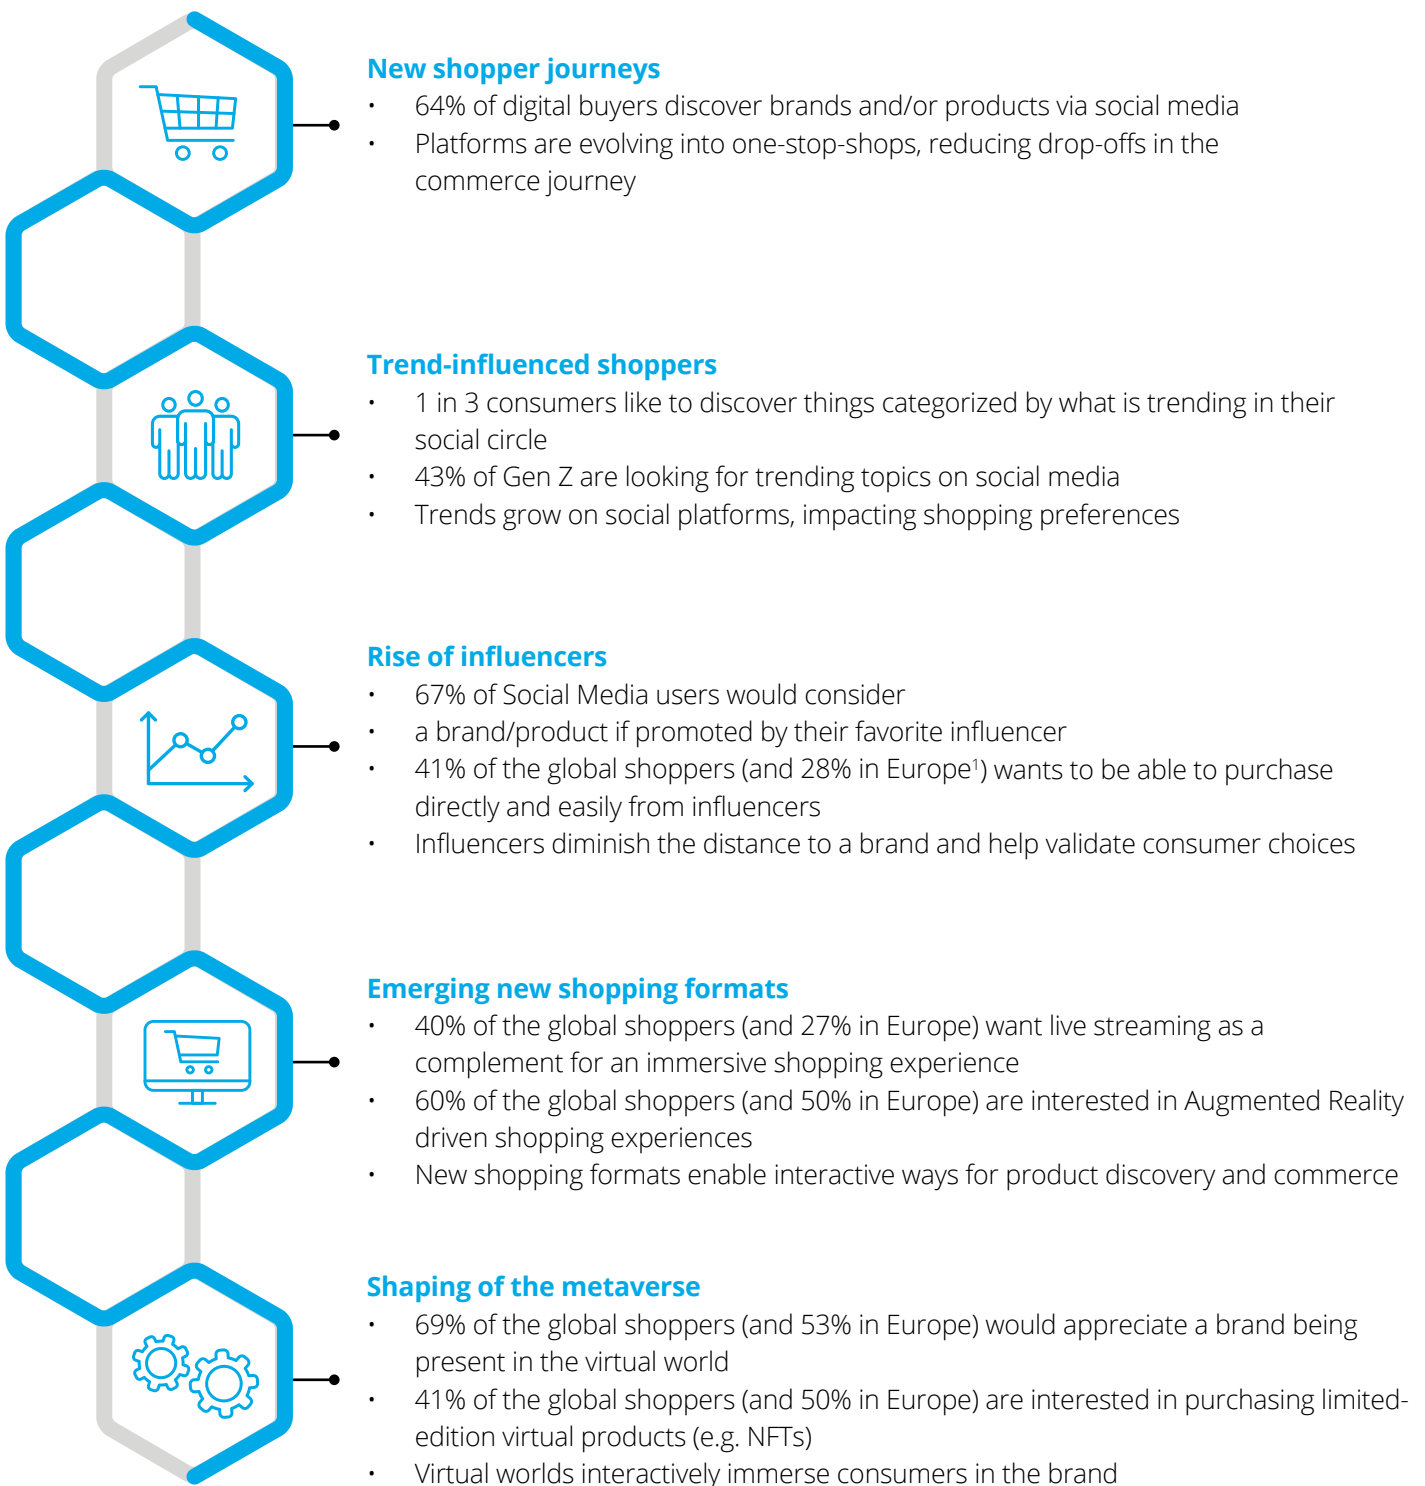 New shopper journeys
• 64% of digital buyers discover brands and/or products via social media
• Platforms are evolving into one-stop-shops, reducing drop-offs in the
commerce journey
Trend-influenced shoppers
• 1 in 3 consumers like to discover things categorized by what is trending in their
social circle
• 43% of Gen Z are looking for trending topics on social media
• Trends grow on social platforms, impacting shopping preferences
Rise of influencers
• 67% of Social Media users would consider
• a brand/product if promoted by their favorite influencer
• 41% of the global shoppers (and 28% in Europe¹) wants to be able to purchase
directly and easily from influencers
• Influencers diminish the distance to a brand and help validate consumer choices
Emerging new shopping formats
• 40% of the global shoppers (and 27% in Europe) want live streaming as a
complement for an immersive shopping experience
• 60% of the global shoppers (and 50% in Europe) are interested in Augmented Reality
driven shopping experiences
• New shopping formats enable interactive ways for product discovery and commerce
Shaping of the metaverse
• 69% of the global shoppers (and 53% in Europe) would appreciate a brand being
present in the virtual world
• 41% of the global shoppers (and 50% in Europe) are interested in purchasing limited-
edition virtual products (e.g. NFTs)
• Virtual worlds interactively immerse consumers in the brand